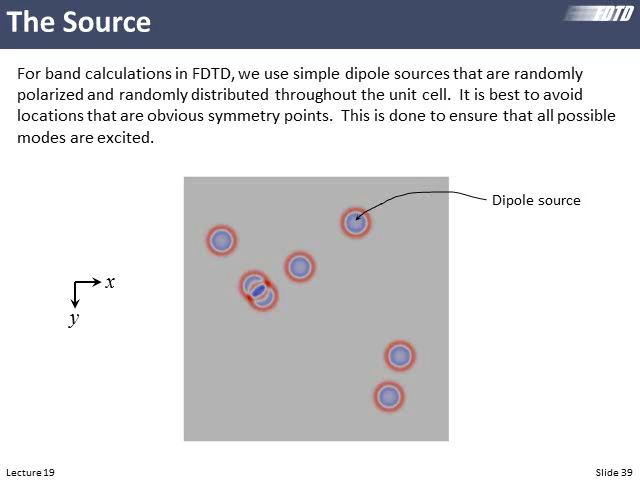 The Source
FDTD
For band calculations in FDTD, we use simple dipole sources that are randomly
polarized and randomly distributed throughout the unit cell.  It is best to avoid
locations that are obvious symmetry points.  This is done to ensure that all possible
modes are excited.
Dipole source
x
y
Lecture 19
Slide 39